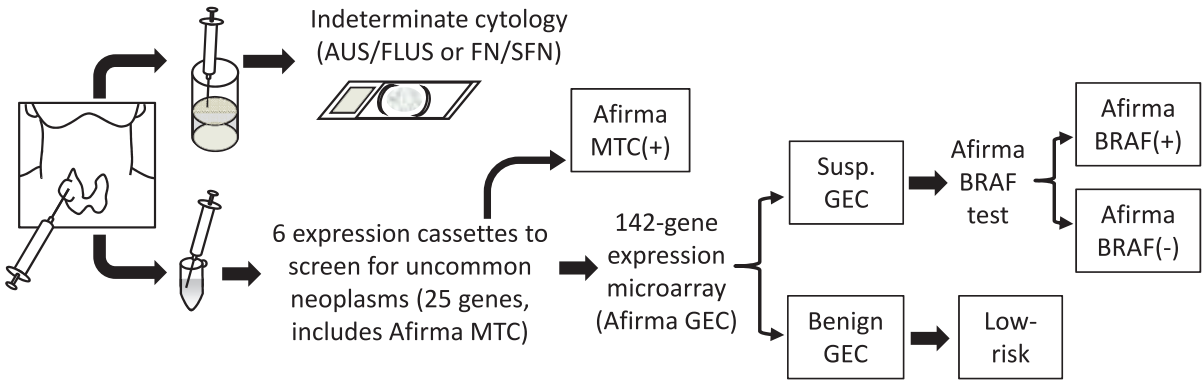 Indeterminate cytology
(AUS/FLUS or FN/SFN)
Afirma
MTC(+)
6 expression cassettes to
screen for uncommon
neoplasms (25 genes,
includes Afirma MTC)
142-gene
expression
microarray
(Afirma GEC)
Susp.
GEC
Afirma
BRAF
test
Afirma
BRAF(+)
Afirma
BRAF(-)
Benign
GEC
Low-
risk